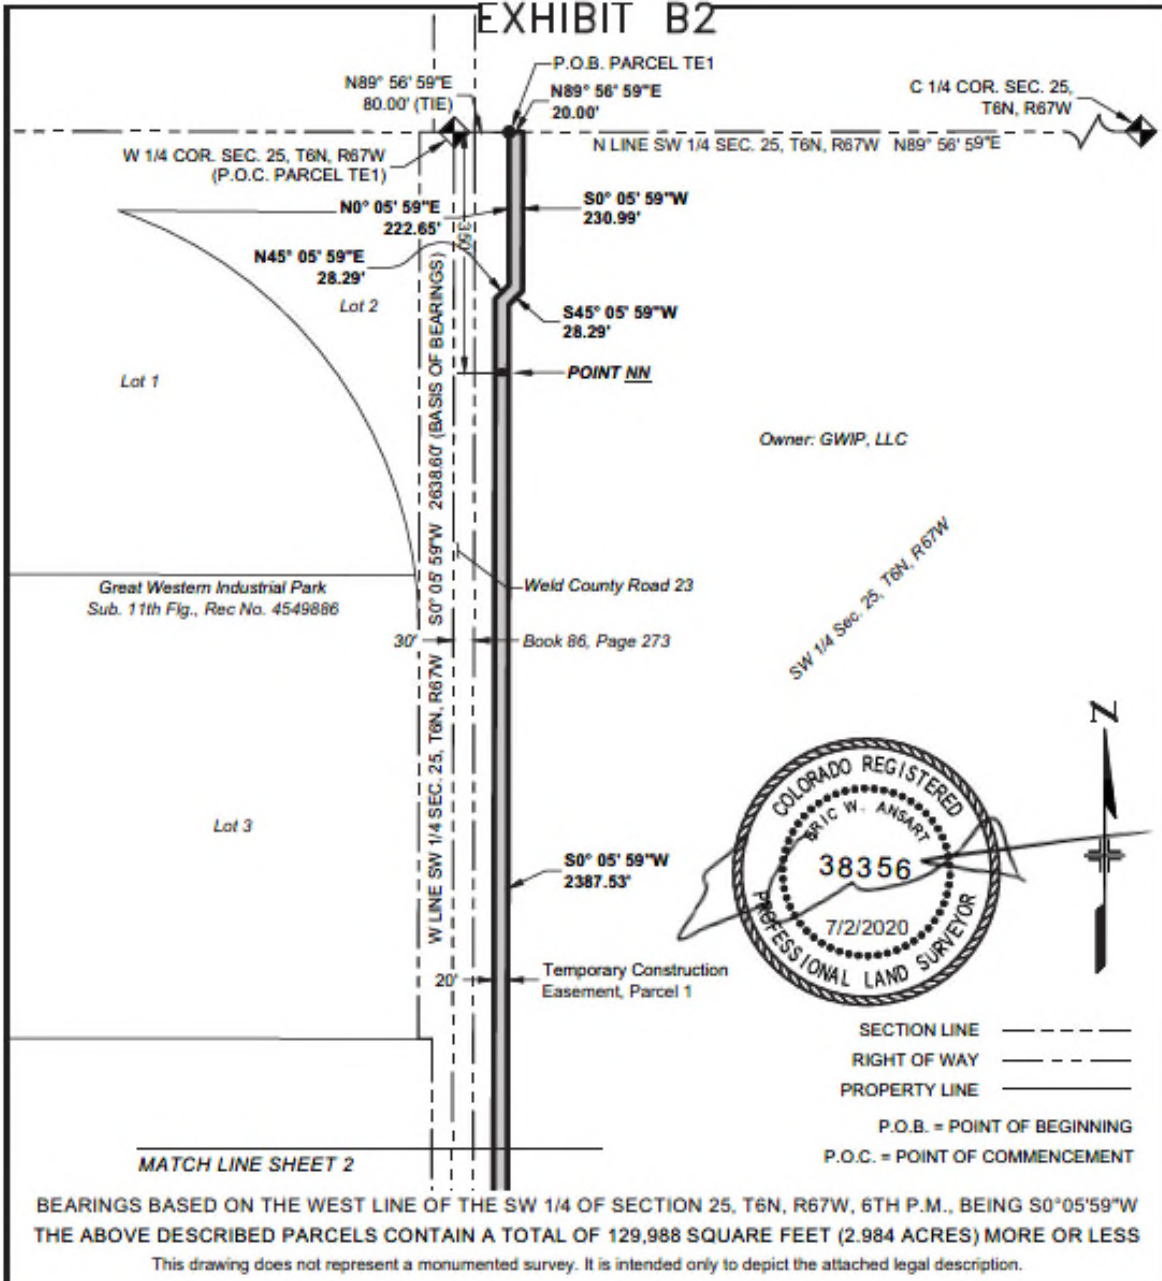 EXHIBIT B2
P.O.B. PARCEL TE1
N89° 56' 59"E
80.00' (TIE)
N89° 56' 59"E
20.00'
C 1/4 COR. SEC. 25,
T6N, R67W
W 1/4 COR. SEC. 25, T6N, R67W
(P.O.C. PARCEL TE1)
N LINE SW 1/4 SEC. 25, T6N, R67W N89° 56' 59"E
N0° 05' 59"E
222.65'
S0° 05' 59"W
230.99'
350'
N45° 05' 59"E
28.29'
Lot 2
S45° 05' 59"W
28.29'
Lot 1
POINT NN
Owner: GWIP, LLC
W LINE SW 1/4 SEC. 25, T6N, R67W S0° 05' 59"W 2638.60' (BASIS OF BEARINGS)
SW 1/4 Sec. 25, T6N, R67W
Great Western Industrial Park
Sub. 11th Flg., Rec No. 4549886
Weld County Road 23
30'
Book 86, Page 273
Z
Lot 3
COLORADO REGISTERED
ERIC W. ANSART
38356
7/2/2020
PROFESSIONAL LAND SURVEYOR
S0° 05' 59"W
2387.53'
20'
Temporary Construction
Easement, Parcel 1
SECTION LINE
RIGHT OF WAY
PROPERTY LINE
P.O.B. = POINT OF BEGINNING
P.O.C. = POINT OF COMMENCEMENT
MATCH LINE SHEET 2
BEARINGS BASED ON THE WEST LINE OF THE SW 1/4 OF SECTION 25, T6N, R67W, 6TH P.M., BEING S0°05'59"W
THE ABOVE DESCRIBED PARCELS CONTAIN A TOTAL OF 129,988 SQUARE FEET (2.984 ACRES) MORE OR LESS
This drawing does not represent a monumented survey. It is intended only to depict the attached legal description.